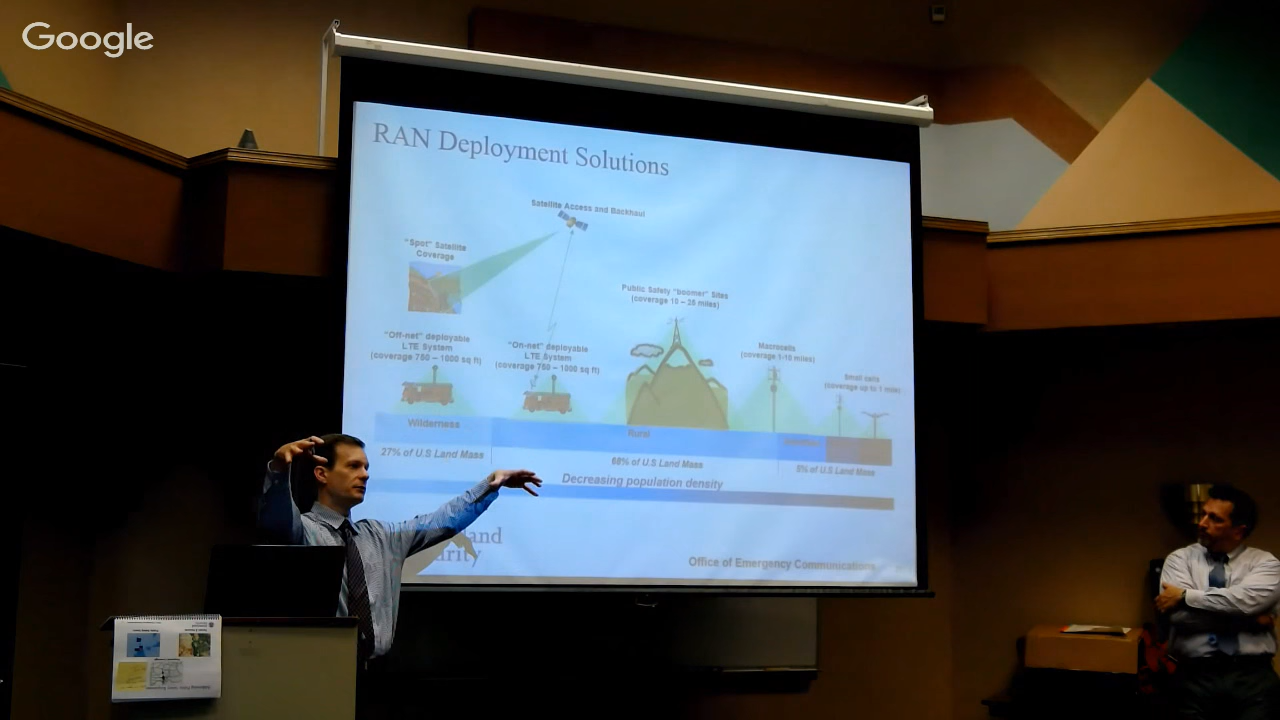 Google
RAN Deployment Solutions
Satellite Access and Backhaul
"Spot" Satellite
Coverage
Public Safety "boomer" Sites
(coverage 10 – 35 miles)
"Off-net" deployable
LTE System
(coverage 750 – 1000 sq ft)
"On-net" deployable
LTE System
(coverage 750 – 1000 sq ft)
Macrocells
(coverage 1-10 miles)
Small cells
(coverage up to 1 mile)
Wilderness
Rural
27% of U.S Land Mass
68% of U.S Land Mass
5% of U.S Land Mass
Decreasing population density
land
urity
Office of Emergency Communications